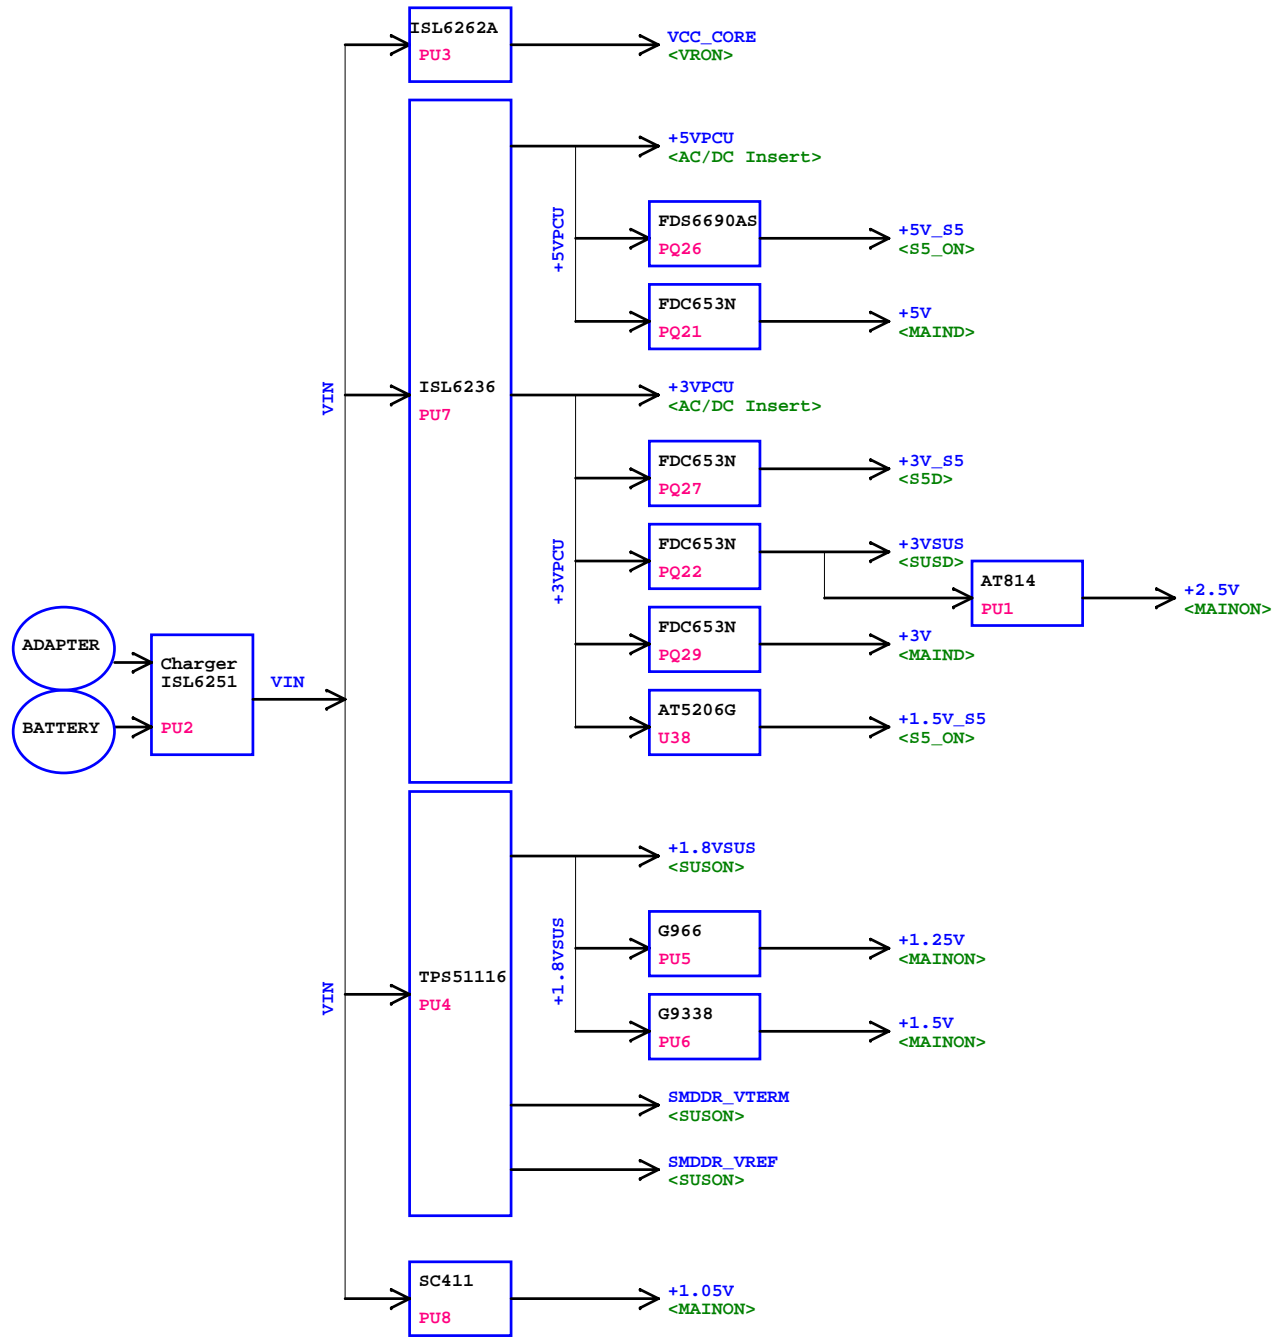 ISL6262A
PU3
VCC_CORE
<VRON>
+5VPCU
<AC/DC Insert>
+5VPCU
FDS6690AS
PQ26
+5V_S5
<S5_ON>
FDC653N
PQ21
+5V
<MAIND>
VIN
ISL6236
PU7
+3VPCU
<AC/DC Insert>
+3VPCU
FDC653N
PQ27
+3V_S5
<S5D>
FDC653N
PQ22
+3VSUS
<SUSD>
AT814
PU1
+2.5V
<MAINON>
FDC653N
PQ29
+3V
<MAIND>
ADAPTER
BATTERY
Charger
ISL6251
PU2
VIN
AT5206G
U38
+1.5V_S5
<S5_ON>
+1.8VSUS
<SUSON>
+1.8VSUS
G966
PU5
+1.25V
<MAINON>
VIN
TPS51116
PU4
G9338
PU6
+1.5V
<MAINON>
SMDDR_VTERM
<SUSON>
SMDDR_VREF
<SUSON>
SC411
PU8
+1.05V
<MAINON>